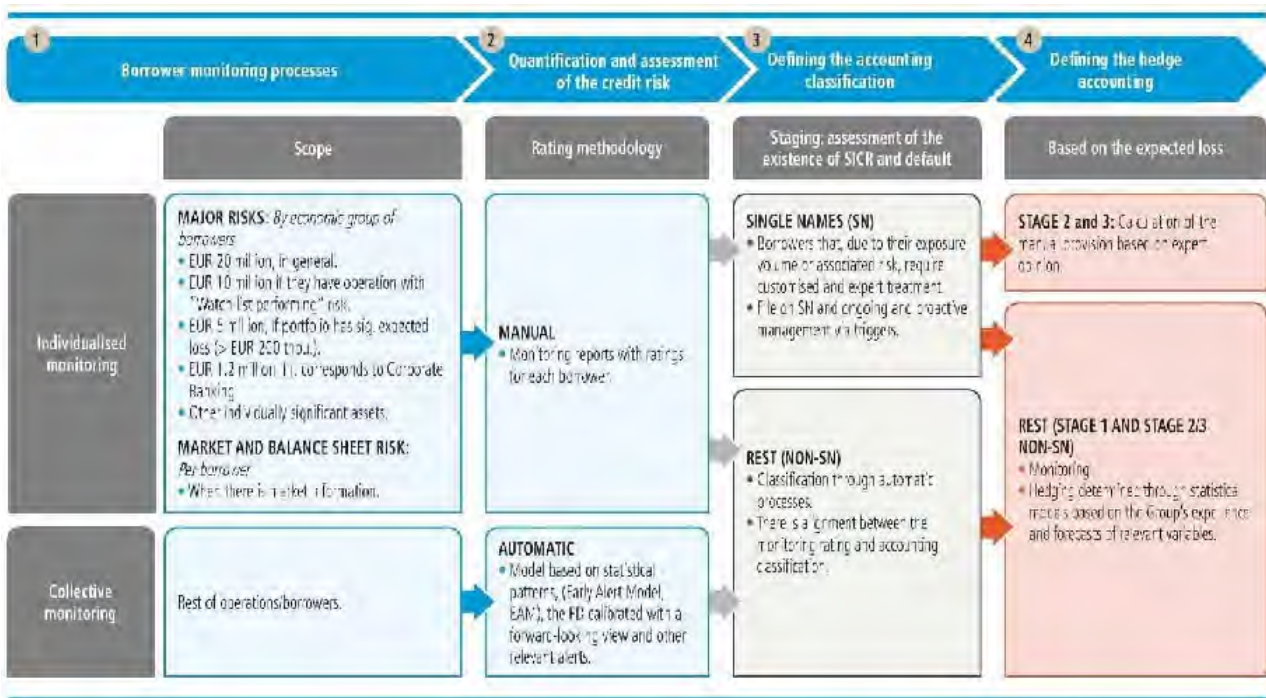 1
Borrower monitoring processes
2
Quantification and assessment
of the credit risk
3
Defining the accounting
classification
4
Defining the hedge
accounting
Scope
Rating methodology
Staging: assessment of the
existence of SICR and default
Based on the expected loss
Individualised
monitoring
MAJOR RISKS: By economic group of
borrowers
• EUR 20 million, in general.
• EUR 10 million if they have operation with
"Watch-list performing" risk.
• EUR 5 million, if portfolio has sig. expected
loss (> EUR 200 thou.).
• EUR 1.2 million corresponds to Corporate
Banking
• Other individually significant assets.
MARKET AND BALANCE SHEET RISK:
Per borrower
• When there is market information.
MANUAL
• Monitoring reports with ratings
for each borrower.
SINGLE NAMES (SN)
• Borrowers that, due to their exposure
volume or associated risk, require
customised and expert treatment.
• File on SN and ongoing and proactive
management via triggers.
STAGE 2 and 3: Calculation of the
manual provision based on expert
opinion.
REST (NON-SN)
• Classification through automatic
processes.
• There is alignment between the
monitoring rating and accounting
classification.
REST (STAGE 1 AND STAGE 2/3
NON-SN)
• Monitoring
• Hedging determined through statistical
models based on the Group's experience
and forecasts of relevant variables.
Collective
monitoring
Rest of operations/borrowers.
AUTOMATIC
• Model based on statistical
patterns, (Early Alert Model,
EAM), the PD calibrated with a
forward-looking view and other
relevant alerts.